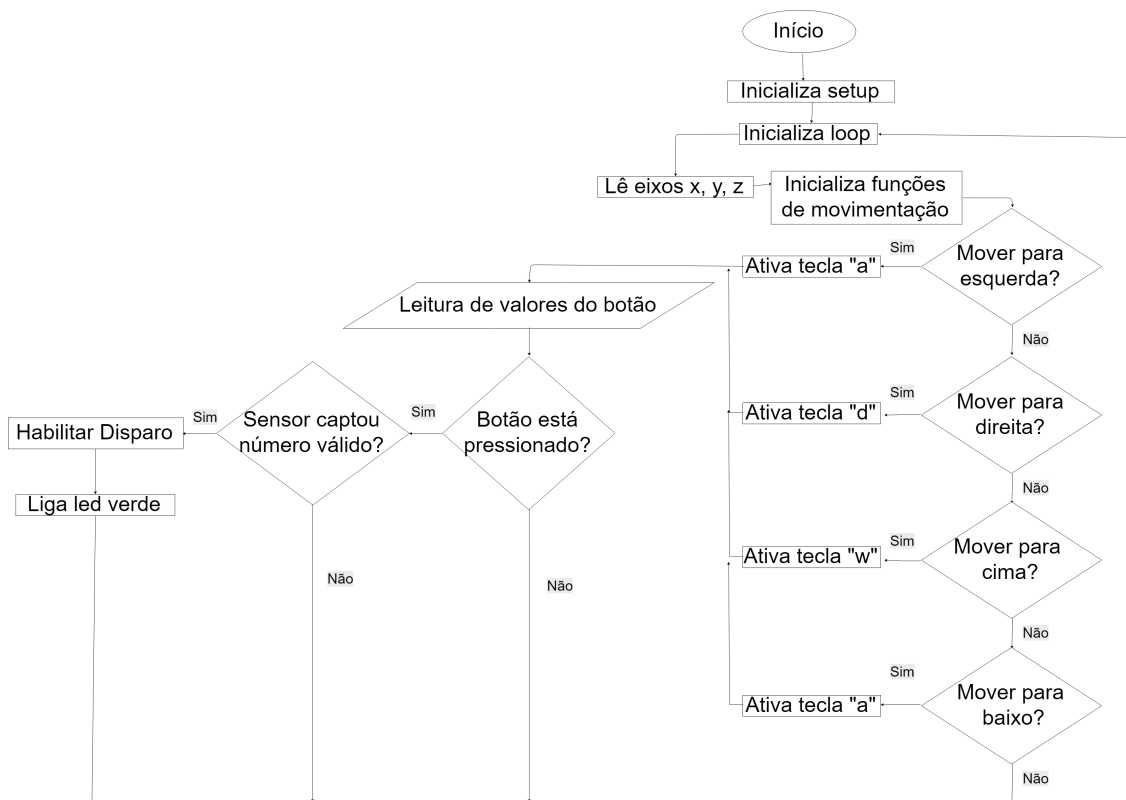 Início
Inicializa setup
Inicializa loop
Lê eixos x, y, z
Inicializa funções
de movimentação
Mover para
esquerda?
Sim
Ativa tecla "a"
Não
Leitura de valores do botão
Mover para
direita?
Sim
Ativa tecla "d"
Não
Botão está
pressionado?
Sim
Sensor captou
número válido?
Sim
Habilitar Disparo
Liga led verde
Não
Não
Mover para
cima?
Sim
Ativa tecla "w"
Não
Mover para
baixo?
Sim
Ativa tecla "a"
Não